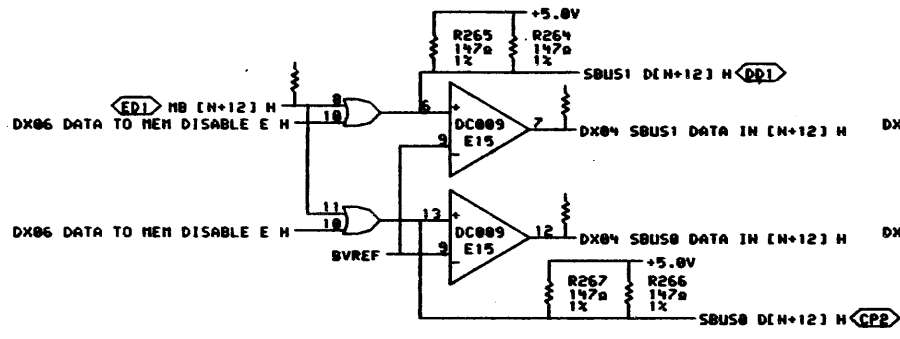 +5.0V
R265 R264
147Ω 147Ω
1% 1%
SBUS1 D[N+12] H DD1
ED1 MB [N+12] H 8
DX06 DATA TO MEM DISABLE E H 10
6 +
DC009
E15
7 DX04 SBUS1 DATA IN [N+12] H DX
9 -
11
DX06 DATA TO MEM DISABLE E H 10
13 +
DC009
E15
12 DX04 SBUS0 DATA IN [N+12] H DX
BVREF 9 -
+5.0V
R267 R266
147Ω 147Ω
1% 1%
SBUS0 D[N+12] H CP2